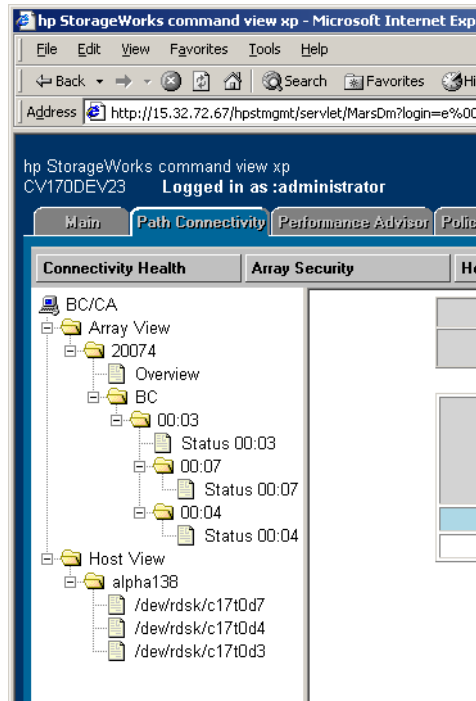 hp StorageWorks command view xp - Microsoft Internet Exp
File Edit View Favorites Tools Help
Back Search Favorites Hi
Address http://15.32.72.67/hpstmgmt/servlet/MarsDm?login=e%00
hp StorageWorks command view xp
CV170DEV23 Logged in as :administrator
Main Path Connectivity Performance Advisor Polic
Connectivity Health Array Security He
BC/CA
Array View
20074
Overview
BC
00:03
Status 00:03
00:07
Status 00:07
00:04
Status 00:04
Host View
alpha138
/dev/rdsk/c17t0d7
/dev/rdsk/c17t0d4
/dev/rdsk/c17t0d3